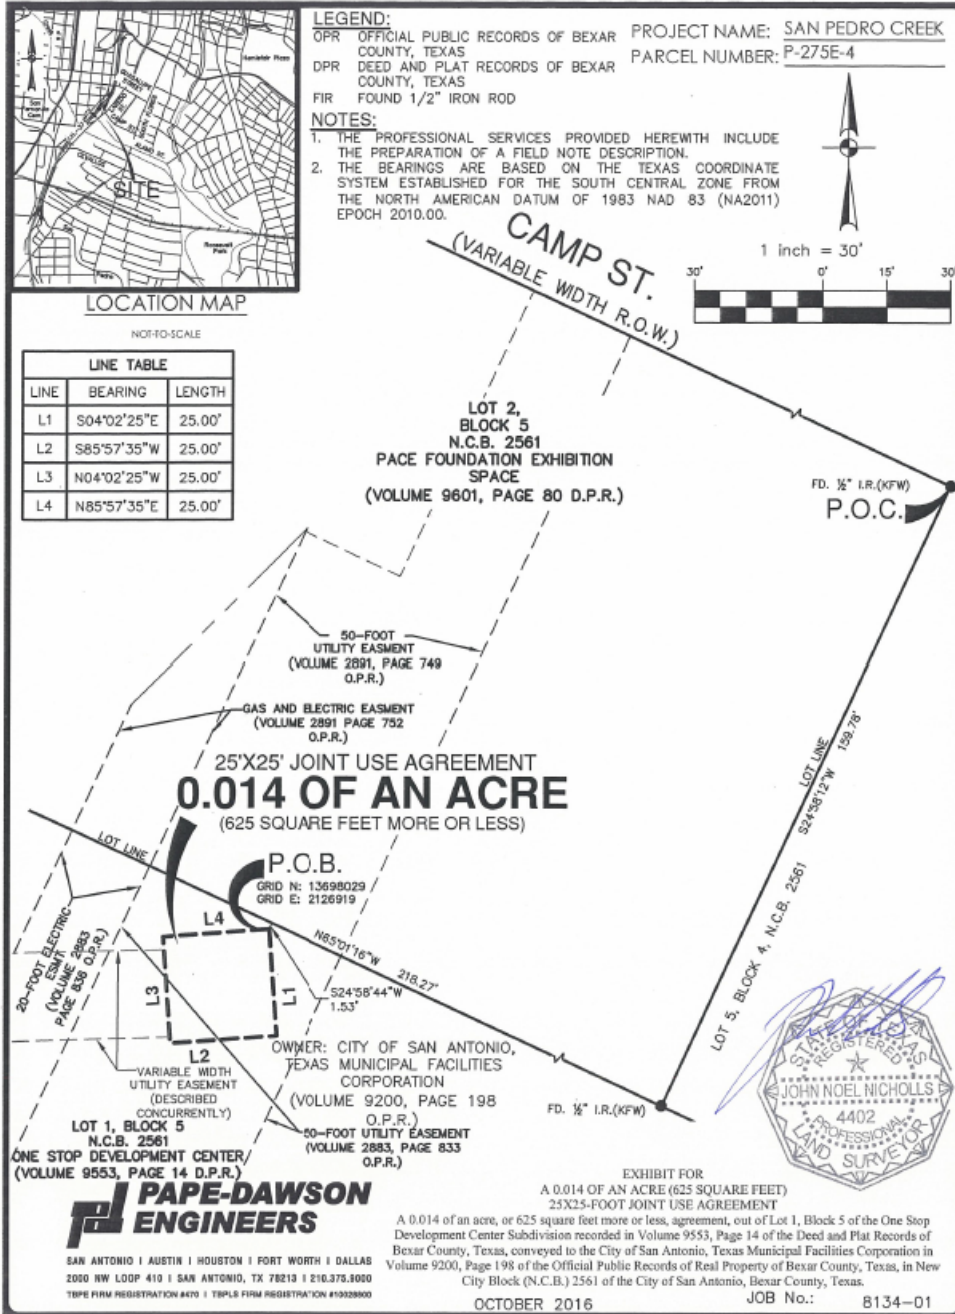 LEGEND:
OPR OFFICIAL PUBLIC RECORDS OF BEXAR
COUNTY, TEXAS
DPR DEED AND PLAT RECORDS OF BEXAR
COUNTY, TEXAS
FIR FOUND 1/2" IRON ROD
NOTES:
1. THE PROFESSIONAL SERVICES PROVIDED HEREWITH INCLUDE
THE PREPARATION OF A FIELD NOTE DESCRIPTION.
2. THE BEARINGS ARE BASED ON THE TEXAS COORDINATE
SYSTEM ESTABLISHED FOR THE SOUTH CENTRAL ZONE FROM
THE NORTH AMERICAN DATUM OF 1983 NAD 83 (NA2011)
EPOCH 2010.00.
PROJECT NAME: SAN PEDRO CREEK
PARCEL NUMBER: P-275E-4
1 inch = 30'
30' 0' 15' 30'
SITE
LOCATION MAP
NOT-TO-SCALE
LINE TABLE
LINE BEARING LENGTH
L1 S04°02'25"E 25.00'
L2 S85°57'35"W 25.00'
L3 N04°02'25"W 25.00'
L4 N85°57'35"E 25.00'
CAMP ST.
(VARIABLE WIDTH R.O.W.)
LOT 2,
BLOCK 5
N.C.B. 2561
PACE FOUNDATION EXHIBITION
SPACE
(VOLUME 9601, PAGE 80 D.P.R.)
FD. ½" I.R.(KFW)
P.O.C.
50-FOOT
UTILITY EASMENT
(VOLUME 2891, PAGE 749
O.P.R.)
GAS AND ELECTRIC EASMENT
(VOLUME 2891 PAGE 752
O.P.R.)
25'X25' JOINT USE AGREEMENT
0.014 OF AN ACRE
(625 SQUARE FEET MORE OR LESS)
LOT LINE
S24°58'12"W 159.78'
LOT 5, BLOCK 4, N.C.B. 2561
LOT LINE
P.O.B.
GRID N: 13698029
GRID E: 2126919
N65°01'16"W 218.27'
L4
L3
L1
L2
S24°58'44"W
1.53'
20-FOOT ELECTRIC
ESMT
(VOLUME 2883
PAGE 836 O.P.R.)
VARIABLE WIDTH
UTILITY EASEMENT
(DESCRIBED
CONCURRENTLY)
OWNER: CITY OF SAN ANTONIO,
TEXAS MUNICIPAL FACILITIES
CORPORATION
(VOLUME 9200, PAGE 198
O.P.R.)
FD. ½" I.R.(KFW)
50-FOOT UTILITY EASEMENT
(VOLUME 2883, PAGE 833
O.P.R.)
LOT 1, BLOCK 5
N.C.B. 2561
ONE STOP DEVELOPMENT CENTER
(VOLUME 9553, PAGE 14 D.P.R.)
STATE OF TEXAS
REGISTERED
JOHN NOEL NICHOLLS
4402
PROFESSIONAL
LAND SURVEYOR
PAPE-DAWSON
ENGINEERS
SAN ANTONIO I AUSTIN I HOUSTON I FORT WORTH I DALLAS
2000 NW LOOP 410 I SAN ANTONIO, TX 78213 I 210.375.9000
TBPE FIRM REGISTRATION #470 I TBPLS FIRM REGISTRATION #10028800
EXHIBIT FOR
A 0.014 OF AN ACRE (625 SQUARE FEET)
25X25-FOOT JOINT USE AGREEMENT
A 0.014 of an acre, or 625 square feet more or less, agreement, out of Lot 1, Block 5 of the One Stop
Development Center Subdivision recorded in Volume 9553, Page 14 of the Deed and Plat Records of
Bexar County, Texas, conveyed to the City of San Antonio, Texas Municipal Facilities Corporation in
Volume 9200, Page 198 of the Official Public Records of Real Property of Bexar County, Texas, in New
City Block (N.C.B.) 2561 of the City of San Antonio, Bexar County, Texas.
OCTOBER 2016
JOB No.: 8134-01